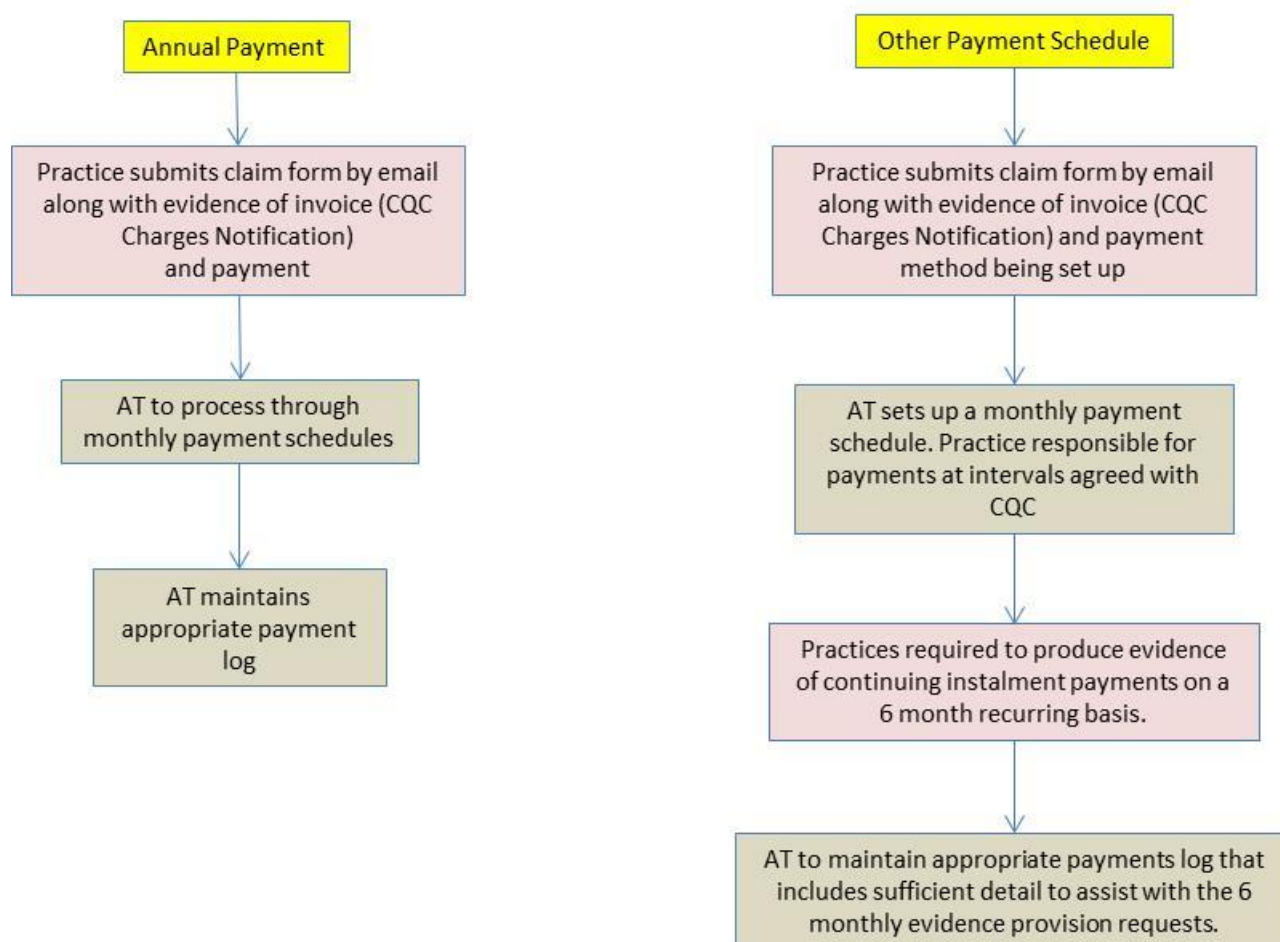 Annual Payment
Practice submits claim form by email
along with evidence of invoice (CQC
Charges Notification)
and payment
AT to process through
monthly payment schedules
AT maintains
appropriate payment
log
Other Payment Schedule
Practice submits claim form by email
along with evidence of invoice (CQC
Charges Notification) and payment
method being set up
AT sets up a monthly payment
schedule. Practice responsible for
payments at intervals agreed with
CQC
Practices required to produce evidence
of continuing instalment payments on a
6 month recurring basis.
AT to maintain appropriate payments log that
includes sufficient detail to assist with the 6
monthly evidence provision requests.